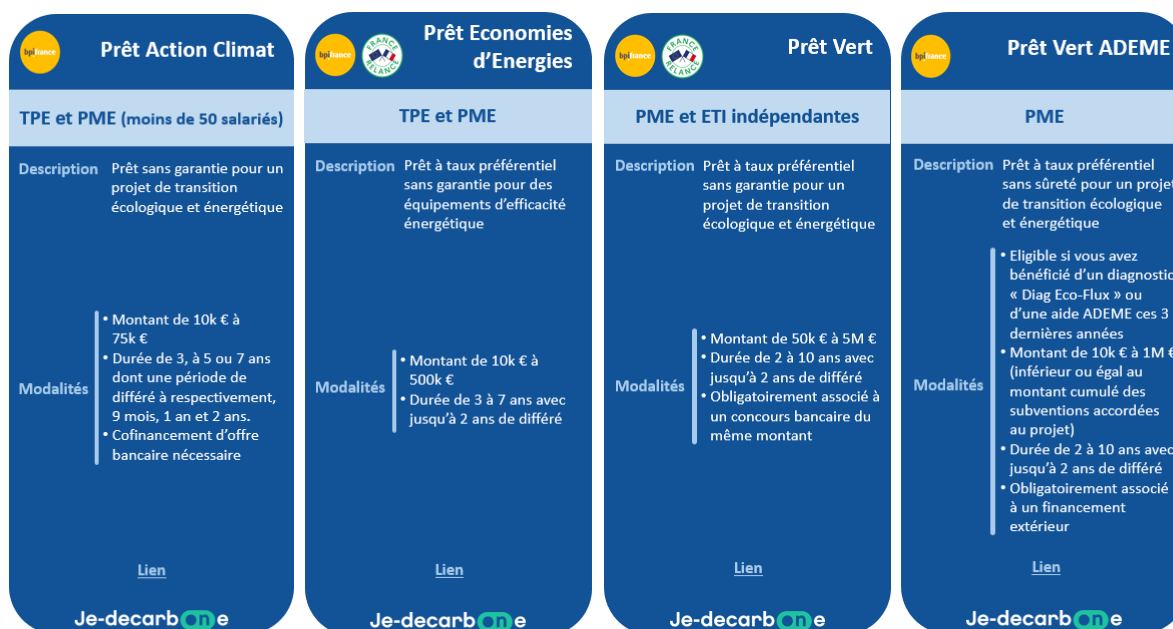 bpifrance
Prêt Action Climat
TPE et PME (moins de 50 salariés)
Description
Prêt sans garantie pour un
projet de transition
écologique et énergétique
Modalités
• Montant de 10k € à
75k €
• Durée de 3, à 5 ou 7 ans
dont une période de
différé à respectivement,
9 mois, 1 an et 2 ans.
• Cofinancement d'offre
bancaire nécessaire
Lien
Je-decarbone
bpifrance
FRANCE
RELANCE
Prêt Economies
d'Energies
TPE et PME
Description
Prêt à taux préférentiel
sans garantie pour des
équipements d'efficacité
énergétique
Modalités
• Montant de 10k € à
500k €
• Durée de 3 à 7 ans avec
jusqu'à 2 ans de différé
Lien
Je-decarbone
bpifrance
FRANCE
RELANCE
Prêt Vert
PME et ETI indépendantes
Description
Prêt à taux préférentiel
sans garantie pour un
projet de transition
écologique et énergétique
Modalités
• Montant de 50k € à 5M €
• Durée de 2 à 10 ans avec
jusqu'à 2 ans de différé
• Obligatoirement associé à
un concours bancaire du
même montant
Lien
Je-decarbone
bpifrance
Prêt Vert ADEME
PME
Description
Prêt à taux préférentiel
sans sûreté pour un projet
de transition écologique
et énergétique
Modalités
• Eligible si vous avez
bénéficié d'un diagnostic
« Diag Eco-Flux » ou
d'une aide ADEME ces 3
dernières années
• Montant de 10k € à 1M €
(inférieur ou égal au
montant cumulé des
subventions accordées
au projet)
• Durée de 2 à 10 ans avec
jusqu'à 2 ans de différé
• Obligatoirement associé
à un financement
extérieur
Lien
Je-decarbone